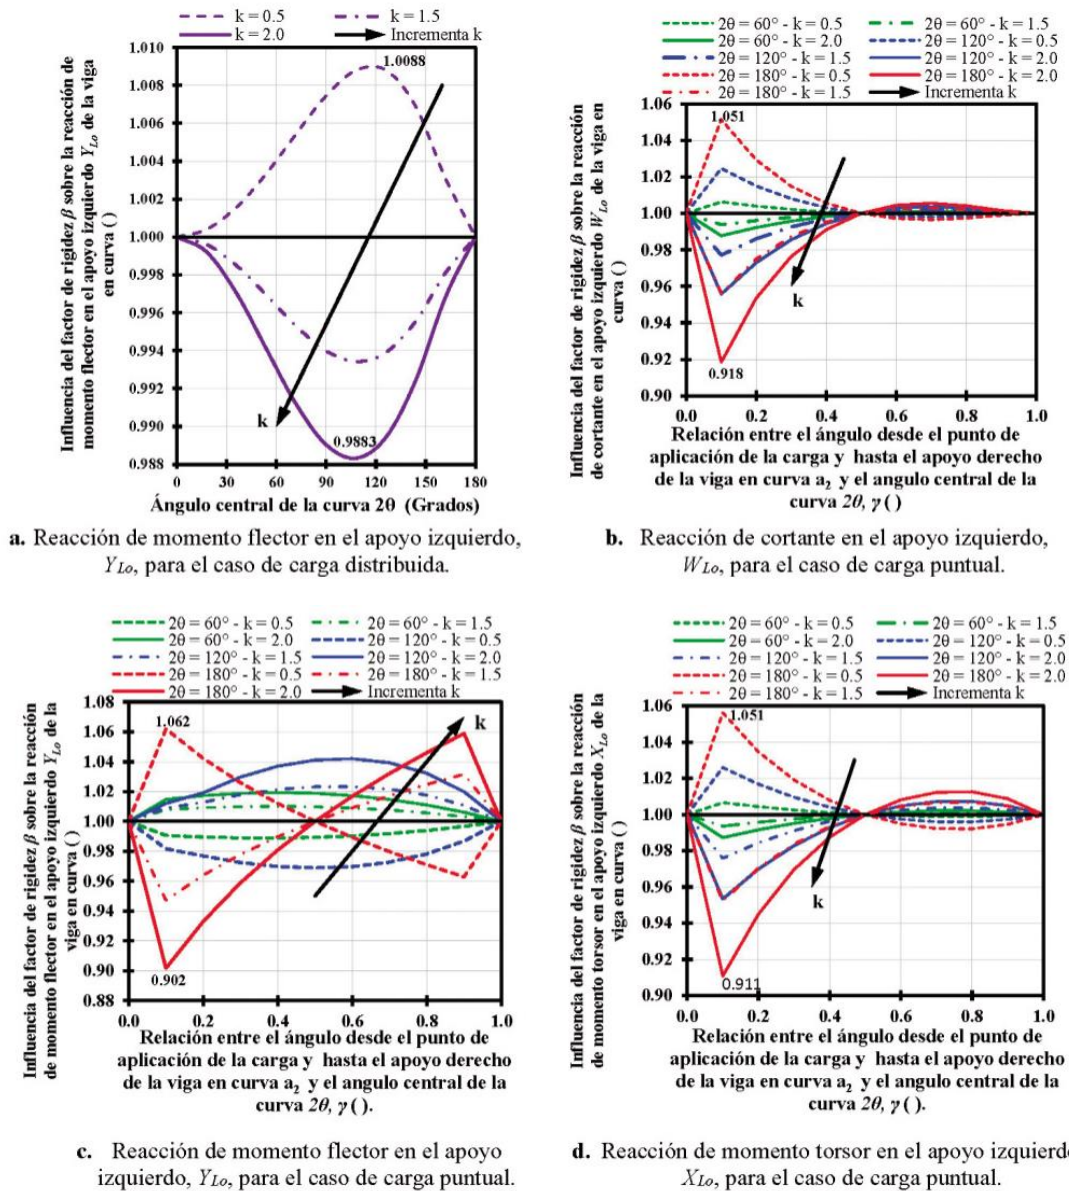 k = 0.5 k = 1.5
k = 2.0 Incrementa k
Influencia del factor de rigidez β sobre la reacción de
momento flector en el apoyo izquierdo Y_Lo de la viga
en curva ( )
1.010
1.008
1.006
1.004
1.002
1.000
0.998
0.996
0.994
0.992
0.990
0.988
1.0088
k
0.9883
0 30 60 90 120 150 180
Ángulo central de la curva 2θ (Grados)
a. Reacción de momento flector en el apoyo izquierdo,
Y_Lo, para el caso de carga distribuida.
2θ = 60° - k = 0.5 2θ = 60° - k = 1.5
2θ = 60° - k = 2.0 2θ = 120° - k = 0.5
2θ = 120° - k = 1.5 2θ = 120° - k = 2.0
2θ = 180° - k = 0.5 2θ = 180° - k = 2.0
2θ = 180° - k = 1.5 Incrementa k
Influencia del factor de rigidez β sobre la reacción
de cortante en el apoyo izquierdo W_Lo de la viga en
curva ( )
1.06
1.04
1.02
1.00
0.98
0.96
0.94
0.92
0.90
1.051
k
0.918
0.0 0.2 0.4 0.6 0.8 1.0
Relación entre el ángulo desde el punto de
aplicación de la carga y hasta el apoyo derecho
de la viga en curva a₂ y el angulo central de la
curva 2θ, γ ( )
b. Reacción de cortante en el apoyo izquierdo,
W_Lo, para el caso de carga puntual.
2θ = 60° - k = 0.5 2θ = 60° - k = 1.5
2θ = 60° - k = 2.0 2θ = 120° - k = 0.5
2θ = 120° - k = 1.5 2θ = 120° - k = 2.0
2θ = 180° - k = 0.5 2θ = 180° - k = 1.5
2θ = 180° - k = 2.0 Incrementa k
Influencia del factor de rigidez β sobre la reacción
de momento flector en el apoyo izquierdo Y_Lo de la
viga en curva ( )
1.08
1.06
1.04
1.02
1.00
0.98
0.96
0.94
0.92
0.90
0.88
1.062
k
0.902
0.0 0.2 0.4 0.6 0.8 1.0
Relación entre el ángulo desde el punto de
aplicación de la carga y hasta el apoyo derecho
de la viga en curva a₂ y el angulo central de la
curva 2θ, γ ( ).
c. Reacción de momento flector en el apoyo
izquierdo, Y_Lo, para el caso de carga puntual.
2θ = 60° - k = 0.5 2θ = 60° - k = 1.5
2θ = 60° - k = 2.0 2θ = 120° - k = 0.5
2θ = 120° - k = 1.5 2θ = 120° - k = 2.0
2θ = 180° - k = 0.5 2θ = 180° - k = 2.0
2θ = 180° - k = 1.5 Incrementa k
Influencia del factor de rigidez β sobre la reacción
de momento torsor en el apoyo izquierdo X_Lo de la
viga en curva ( )
1.06
1.04
1.02
1.00
0.98
0.96
0.94
0.92
0.90
1.051
k
0.911
0.0 0.2 0.4 0.6 0.8 1.0
Relación entre el ángulo desde el punto de
aplicación de la carga y hasta el apoyo derecho
de la viga en curva a₂ y el angulo central de la
curva 2θ, γ ( ).
d. Reacción de momento torsor en el apoyo izquierd
X_Lo, para el caso de carga puntual.